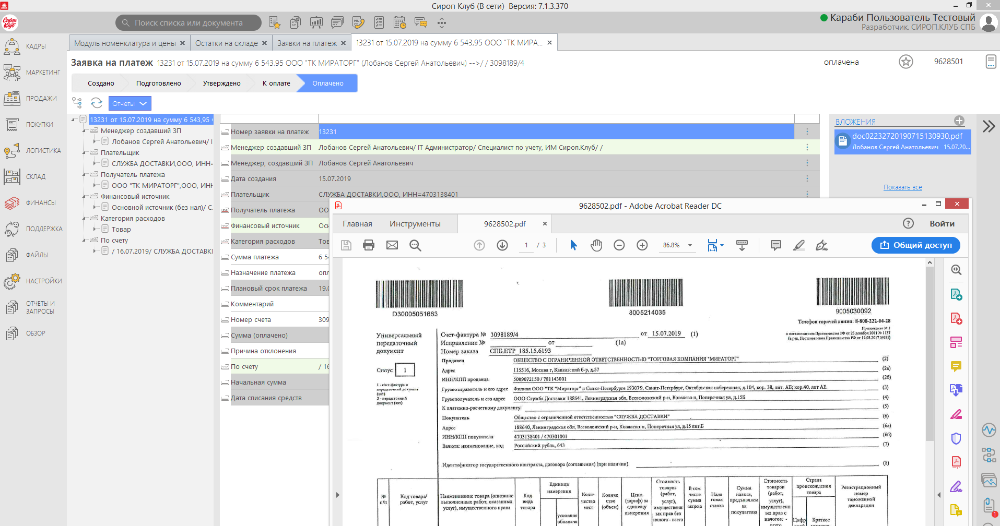 Сироп Клуб (В сети) Версия: 7.1.3.370
Сироп Клуб
Поиск списка или документа
Караби Пользователь Тестовый
Разработчик. СИРОП.КЛУБ СПБ
КАДРЫ
МАРКЕТИНГ
ПРОДАЖИ
ПОКУПКИ
ЛОГИСТИКА
СКЛАД
ФИНАНСЫ
ПОДДЕРЖКА
ФАЙЛЫ
НАСТРОЙКИ
ОТЧЕТЫ И
ЗАПРОСЫ
ОБЗОР
Модуль номенклатура и цены
Остатки на складе
Заявки на платеж
13231 от 15.07.2019 на сумму 6 543,95 ООО "ТК МИРА...
Заявка на платеж 13231 от 15.07.2019 на сумму 6 543,95 ООО "ТК МИРАТОРГ" (Лобанов Сергей Анатольевич) -->/ / 3098189/4
оплачена
9628501
Создано
Подготовлено
Утверждено
К оплате
Оплачено
Отчеты
13231 от 15.07.2019 на сумму 6 543,95
Менеджер создавший ЗП
Лобанов Сергей Анатольевич/
Плательщик
СЛУЖБА ДОСТАВКИ,ООО, ИНН=
Получатель платежа
ООО "ТК МИРАТОРГ",ООО, ИНН
Финансовый источник
Основной источник (без нал)/
Категория расходов
Товар
По счету
/ 16.07.2019/ СЛУЖБА ДОСТАВКИ
Номер заявки на платеж 13231
Менеджер создавший ЗП Лобанов Сергей Анатольевич/ IT Администратор/ Специалист по учету, ИМ Сироп.Клуб/ /
Менеджер, создавший ЗП Лобанов Сергей Анатольевич
Дата создания 15.07.2019
Плательщик СЛУЖБА ДОСТАВКИ,ООО, ИНН=4703138401
Получатель платежа ОО
Финансовый источник Осн
Категория расходов Тов
Сумма платежа 6 54
Назначение платежа опл
Плановый срок платежа 19.0
Комментарий
Номер счета 309
Сумма (оплачено)
Причина отклонения
По счету / 16
Начальная сумма
Дата списания средств
ВЛОЖЕНИЯ
doc02232720190715130930.pdf
Лобанов Сергей Анатольевич 15.07.20...
Показать все
9628502.pdf - Adobe Acrobat Reader DC
Главная
Инструменты
9628502.pdf
Войти
1 / 3
86.8%
Общий доступ
D30005051663
8005214035
9005030092
Телефон горячей линии: 8-800-222-04-28
Приложение № 1
к постановлению Правительства РФ от 26 декабря 2011 № 1137
(в ред. Постановления Правительства РФ от 19.08.2017 №981)
Универсальный
передаточный
документ
Статус: 1
1 - счет-фактура и
передаточный документ
(акт)
2 - передаточный
документ (акт)
Счет-фактура № 3098189/4 от 15.07.2019 (1)
Исправление № от (1а)
Номер заказа СПБ.ЕТР_185.15.6193
Продавец ОБЩЕСТВО С ОГРАНИЧЕННОЙ ОТВЕТСТВЕННОСТЬЮ "ТОРГОВАЯ КОМПАНИЯ "МИРАТОРГ" (2)
Адрес 115516, Москва г, Кавказский б-р, д.57 (2а)
ИНН/КПП продавца 5009072150 / 781143001 (2б)
Грузоотправитель и его адрес Филиал ООО "ТК "Мираторг" в Санкт-Петербурге 193079, Санкт-Петербург, Октябрьская набережная, д.104, кор. 38, лит. АБ; кор.40, лит АЕ. (3)
Грузополучатель и его адрес ООО Служба Доставки 188641, Ленинградская обл, Всеволожский р-н, Ковалево п, Поперечная ул, д.15Б (4)
К платежно-расчетному документу: (5)
Покупатель Общество с ограниченной ответственностью "СЛУЖБА ДОСТАВКИ" (6)
Адрес 188640, Ленинградская обл, Всеволожский р-н, Ковалево п, Поперечная ул, д.15 лит.Б (6а)
ИНН/КПП покупателя 4703138401 / 470301001 (6б)
Валюта: наименование, код Российский рубль, 643 (7)
Идентификатор государственного контракта, договора (соглашения) (при наличии) (8)
№
п/п
Код товара/
работ, услуг
Наименование товара (описание
выполненных работ, оказанных
услуг), имущественного права
Код
вида
товара
Единица
измерения
условное
обозначе
Коли-
чество
мест
Количе
ство
(объем)
Цена
(тариф) за
единицу
измерения
Стоимость
товаров
(работ,
услуг),
имуществен
ых прав без
налога - всего
В том
числе
сумма
акциза
Нало
говая
ставка
Сумма
налога,
предъявляем
ая
покупателю
Стоимость
товаров
(работ,
услуг),
имуществен
ых прав с
налогом -
всего
Страна
происхождения
товара
Цифр
Краткое
Регистрационный
номер
таможенной
декларации
1